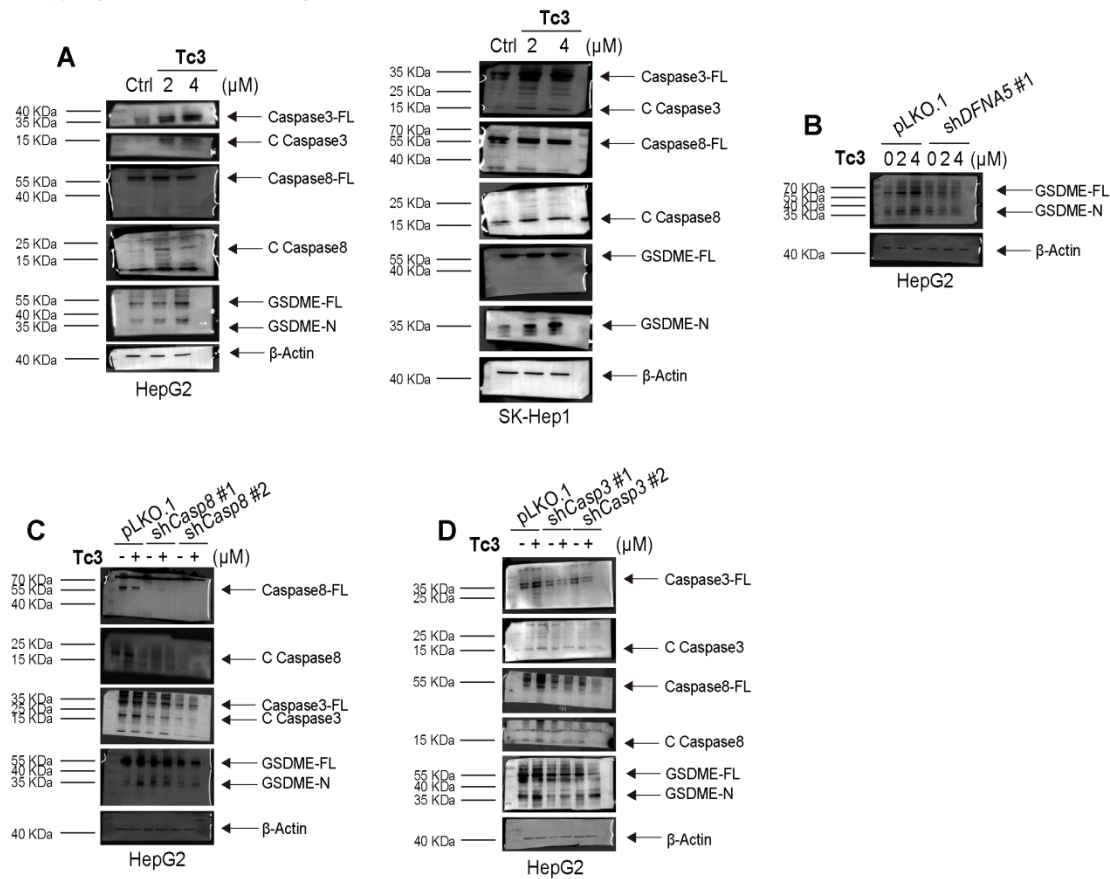 A
Tc3
Ctrl 2 4 (µM)
40 KDa
35 KDa
Caspase3-FL
15 KDa
C Caspase3
Caspase8-FL
55 KDa
40 KDa
25 KDa
C Caspase8
15 KDa
55 KDa
GSDME-FL
40 KDa
35 KDa
GSDME-N
β-Actin
40 KDa
HepG2
Tc3
Ctrl 2 4 (µM)
35 KDa
Caspase3-FL
25 KDa
15 KDa
C Caspase3
70 KDa
55 KDa
Caspase8-FL
40 KDa
25 KDa
C Caspase8
15 KDa
GSDME-FL
55 KDa
40 KDa
35 KDa
GSDME-N
β-Actin
40 KDa
SK-Hep1
B
pLKO.1
shDFNA5 #1
Tc3 0 2 4 0 2 4 (µM)
70 KDa
GSDME-FL
55 KDa
40 KDa
35 KDa
GSDME-N
β-Actin
40 KDa
HepG2
C
pLKO.1
shCasp8 #1
shCasp8 #2
Tc3 - + - + - + (µM)
70 KDa
55 KDa
Caspase8-FL
40 KDa
25 KDa
15 KDa
C Caspase8
35 KDa
Caspase3-FL
25 KDa
15 KDa
C Caspase3
55 KDa
GSDME-FL
40 KDa
35 KDa
GSDME-N
β-Actin
40 KDa
HepG2
D
pLKO.1
shCasp3 #1
shCasp3 #2
Tc3 - + - + - + (µM)
Caspase3-FL
35 KDa
25 KDa
25 KDa
15 KDa
C Caspase3
55 KDa
Caspase8-FL
15 KDa
C Caspase8
55 KDa
GSDME-FL
40 KDa
35 KDa
GSDME-N
40 KDa
β-Actin
HepG2